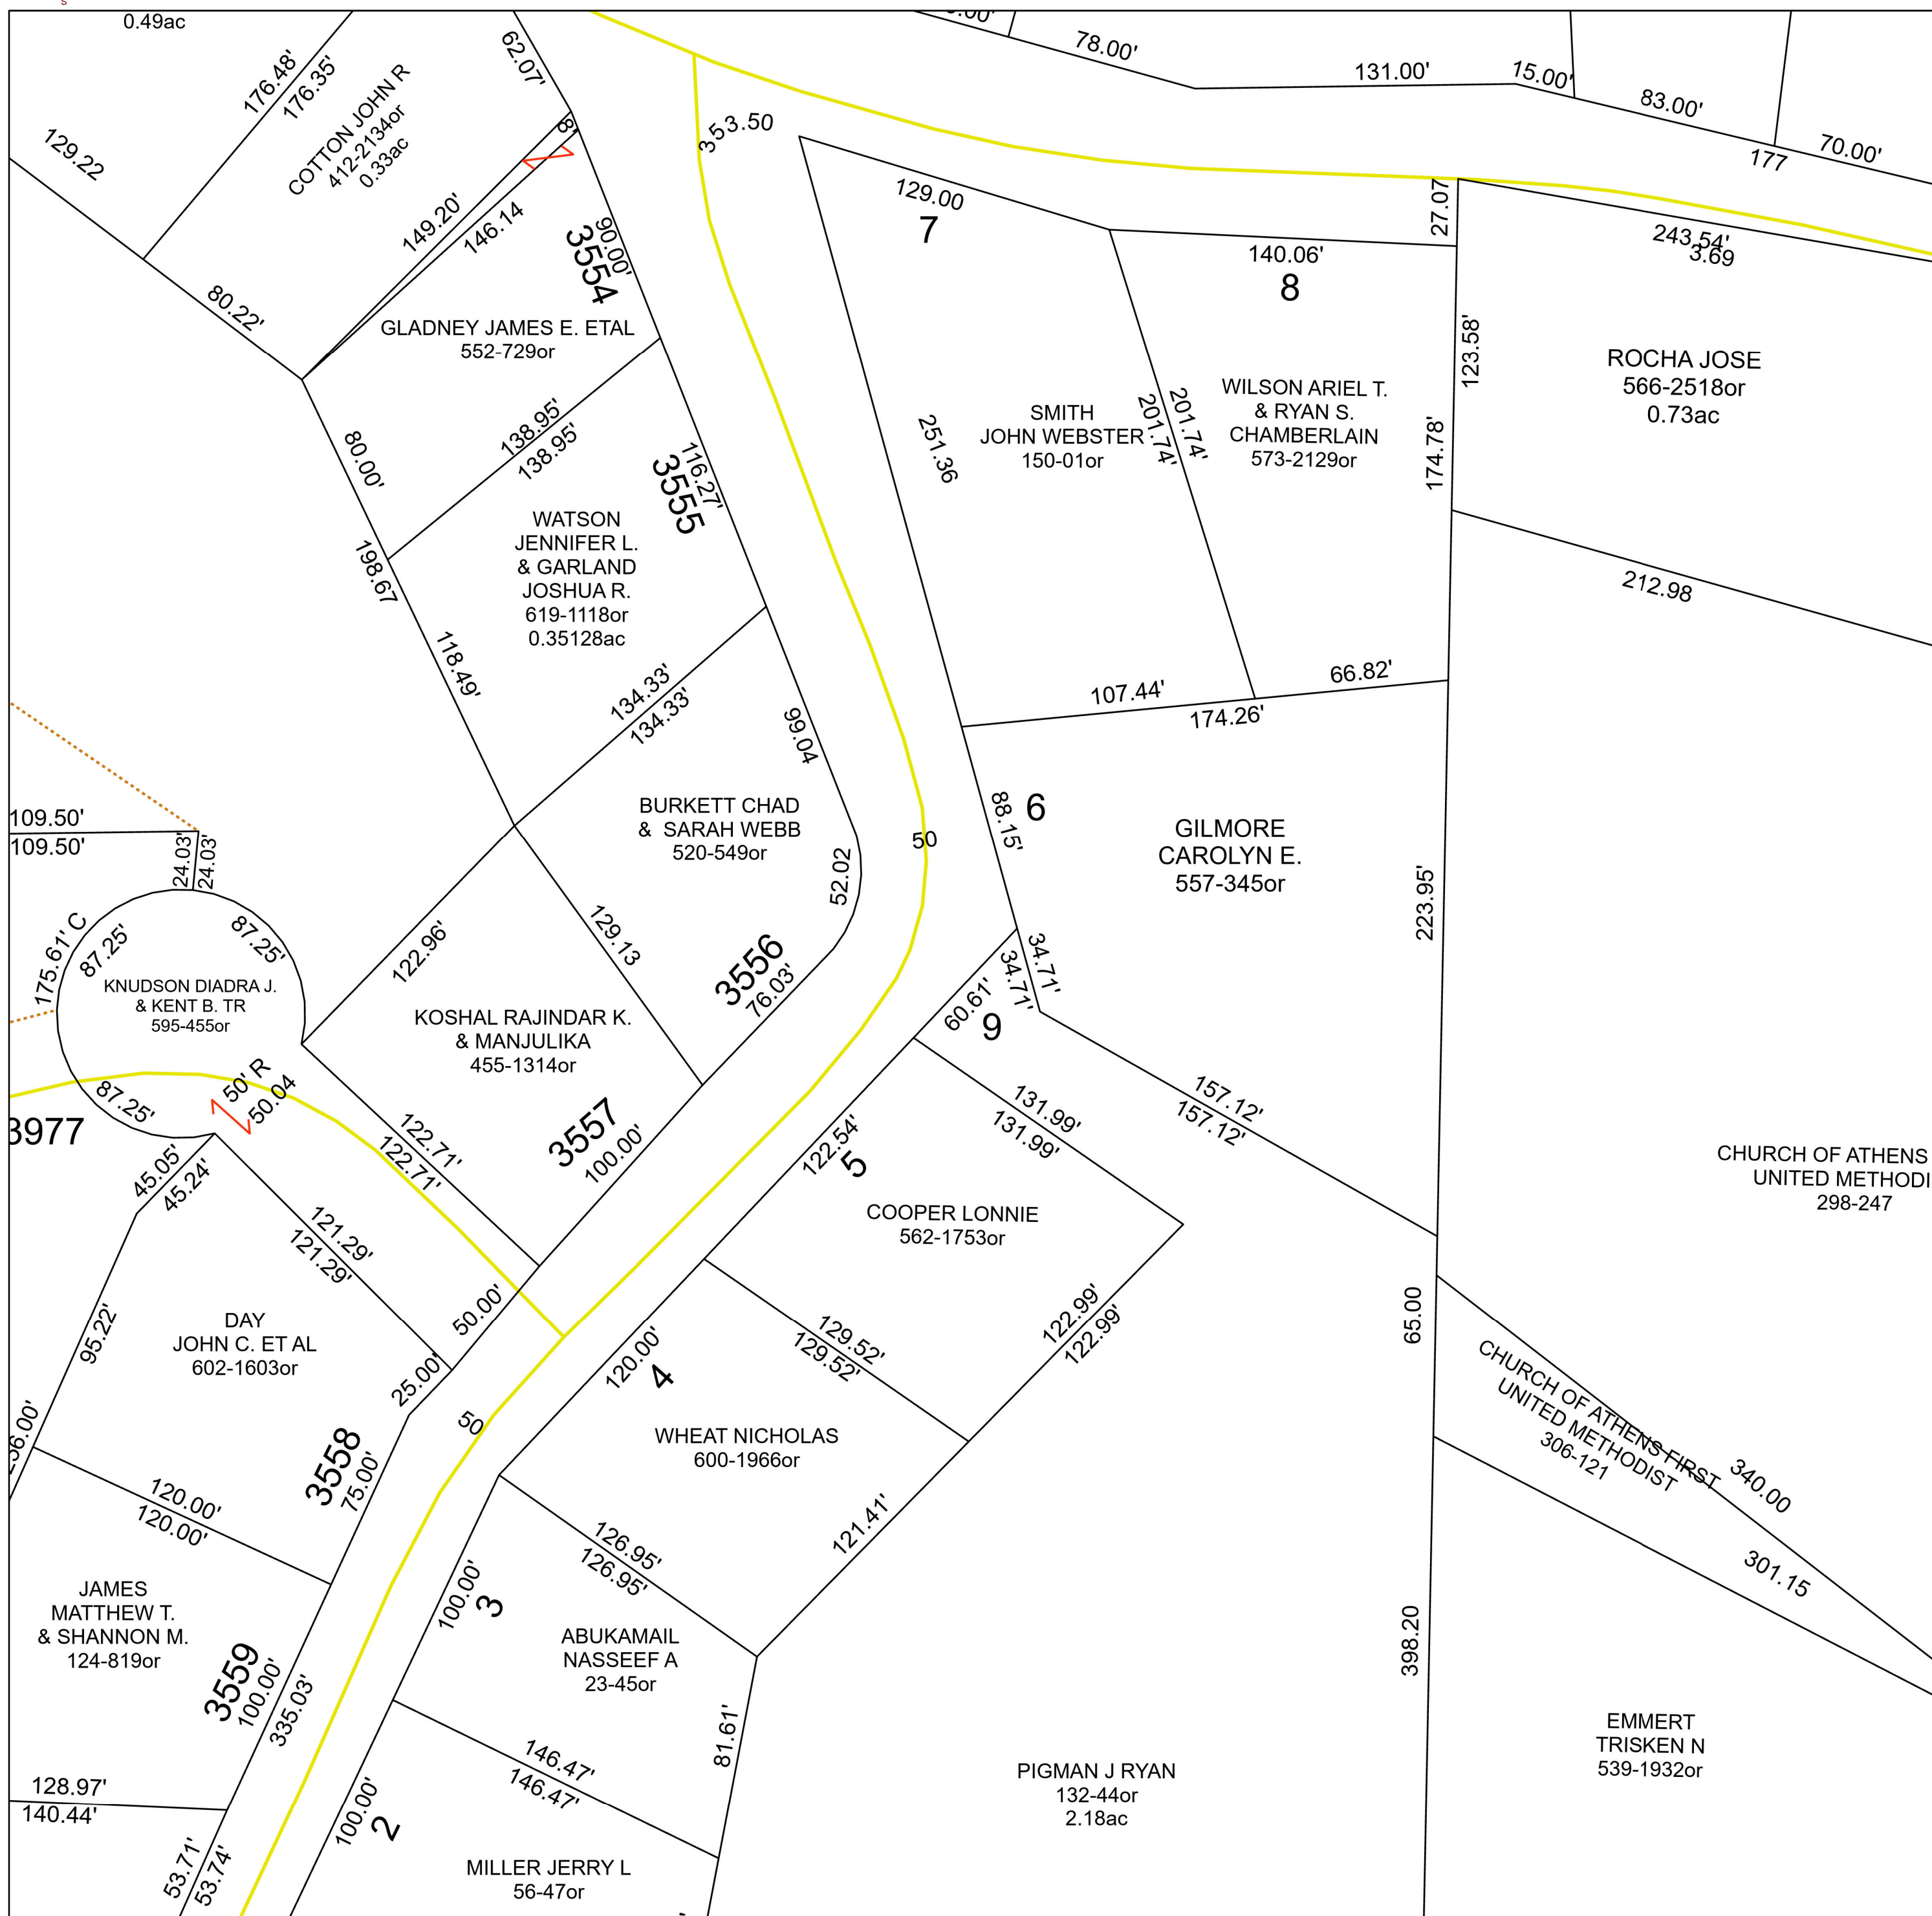 0.49ac
176.48'
176.35'
COTTON JOHN R
412-2134or
0.33ac
62.07'
8'
129.22
80.22'
149.20'
146.14
90.00'
3554
GLADNEY JAMES E. ETAL
552-729or
3
53.50
78.00'
131.00'
15.00'
83.00'
177
70.00'
129.00
7
140.06'
8
27.07
243.54'
3.69
123.58'
174.78'
ROCHA JOSE
566-2518or
0.73ac
212.98
SMITH
JOHN WEBSTER
150-01or
251.36
201.74'
201.74'
WILSON ARIEL T.
& RYAN S.
CHAMBERLAIN
573-2129or
107.44'
66.82'
174.26'
80.00'
138.95'
138.95'
116.27'
3555
WATSON
JENNIFER L.
& GARLAND
JOSHUA R.
619-1118or
0.35128ac
198.67
118.49'
134.33'
134.33'
99.04
BURKETT CHAD
& SARAH WEBB
520-549or
52.02
50
88.15'
6
GILMORE
CAROLYN E.
557-345or
223.95'
109.50'
109.50'
24.03'
24.03'
175.61' C
87.25'
87.25'
KNUDSON DIADRA J.
& KENT B. TR
595-455or
87.25'
50' R
50.04
3977
122.96'
129.13
3556
76.03'
KOSHAL RAJINDAR K.
& MANJULIKA
455-1314or
3557
100.00'
122.71'
122.71'
34.71'
34.71'
60.61'
9
131.99'
131.99'
157.12'
157.12'
122.54'
5
COOPER LONNIE
562-1753or
CHURCH OF ATHENS
UNITED METHODI
298-247
45.05'
45.24'
121.29'
121.29'
50.00'
95.22'
DAY
JOHN C. ET AL
602-1603or
25.00'
50
3558
75.00'
120.00'
4
129.52'
129.52'
122.99'
122.99'
65.00
CHURCH OF ATHENS FIRST
UNITED METHODIST
306-121
340.00
301.15
WHEAT NICHOLAS
600-1966or
121.41'
120.00'
120.00'
126.95'
126.95'
100.00'
3
JAMES
MATTHEW T.
& SHANNON M.
124-819or
3559
100.00'
335.03'
ABUKAMAIL
NASSEEF A
23-45or
81.61'
398.20
EMMERT
TRISKEN N
539-1932or
PIGMAN J RYAN
132-44or
2.18ac
146.47'
146.47'
128.97'
140.44'
100.00'
2
53.71'
53.74'
MILLER JERRY L
56-47or